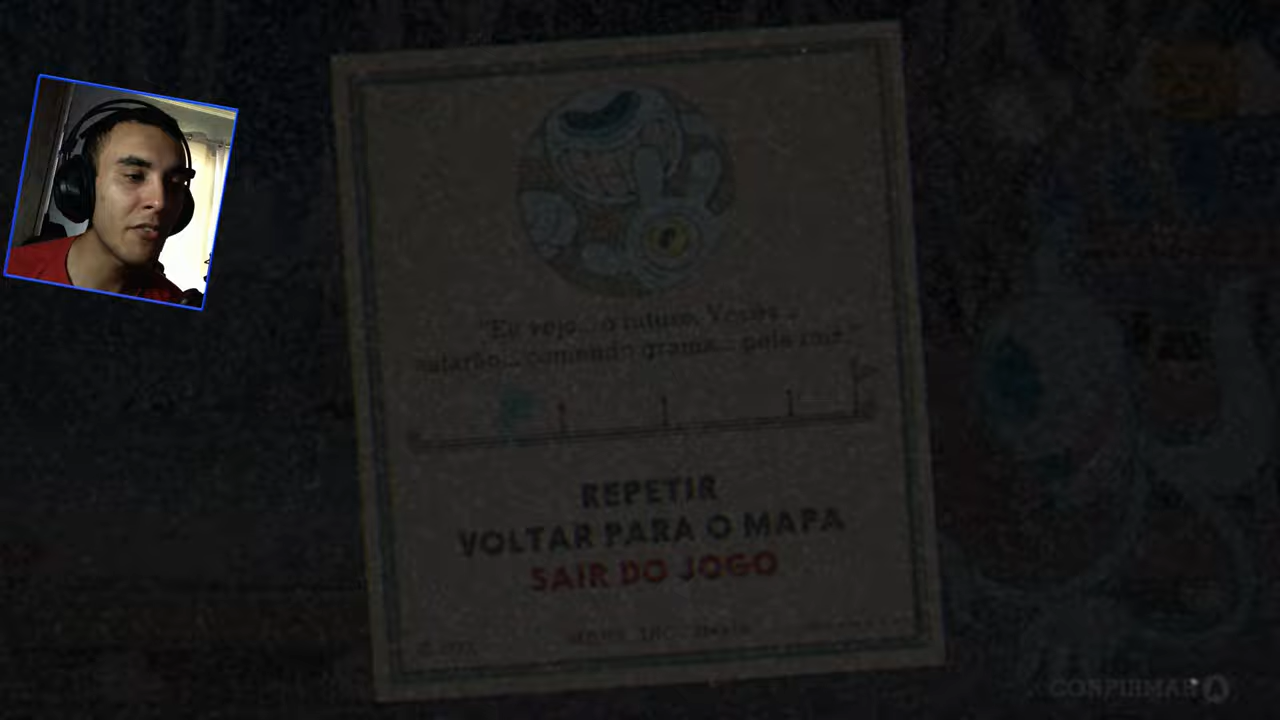 "Eu vejo... o futuro. Vocês...
estarão... comendo grama... pela raiz."
REPETIR
VOLTAR PARA O MAPA
SAIR DO JOGO
CONFIRMAR A